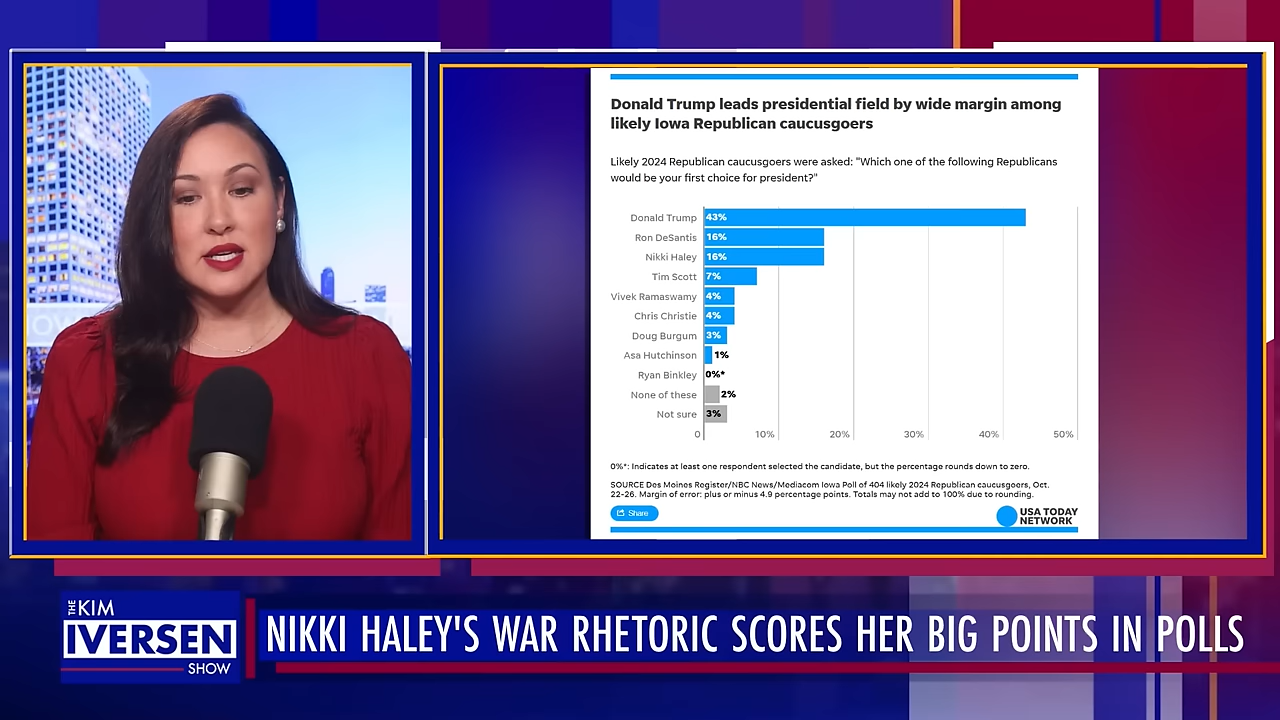 Donald Trump leads presidential field by wide margin among
likely Iowa Republican caucusgoers
Likely 2024 Republican caucusgoers were asked: "Which one of the following Republicans
would be your first choice for president?"
Donald Trump 43%
Ron DeSantis 16%
Nikki Haley 16%
Tim Scott 7%
Vivek Ramaswamy 4%
Chris Christie 4%
Doug Burgum 3%
Asa Hutchinson 1%
Ryan Binkley 0%*
None of these 2%
Not sure 3%
0 10% 20% 30% 40% 50%
0%*: Indicates at least one respondent selected the candidate, but the percentage rounds down to zero.
SOURCE Des Moines Register/NBC News/Mediacom Iowa Poll of 404 likely 2024 Republican caucusgoers, Oct.
22-26. Margin of error: plus or minus 4.9 percentage points. Totals may not add to 100% due to rounding.
Share
USA TODAY
NETWORK
THE KIM
IVERSEN
SHOW
NIKKI HALEY'S WAR RHETORIC SCORES HER BIG POINTS IN POLLS